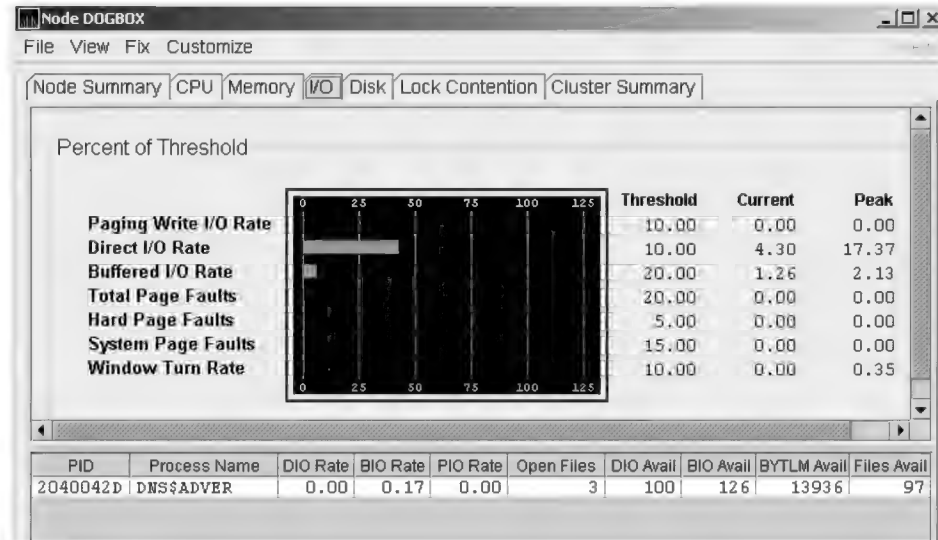 Node DOGBOX
File View Fix Customize
Node Summary CPU Memory I/O Disk Lock Contention Cluster Summary
Percent of Threshold
0 25 50 75 100 125 Threshold Current Peak
Paging Write I/O Rate 10.00 0.00 0.00
Direct I/O Rate 10.00 4.30 17.37
Buffered I/O Rate 20.00 1.26 2.13
Total Page Faults 20.00 0.00 0.00
Hard Page Faults 5.00 0.00 0.00
System Page Faults 15.00 0.00 0.00
Window Turn Rate 10.00 0.00 0.35
0 25 50 75 100 125
PID Process Name DIO Rate BIO Rate PIO Rate Open Files DIO Avail BIO Avail BYTLM Avail Files Avail
2040042D DNS$ADVER 0.00 0.17 0.00 3 100 126 13936 97